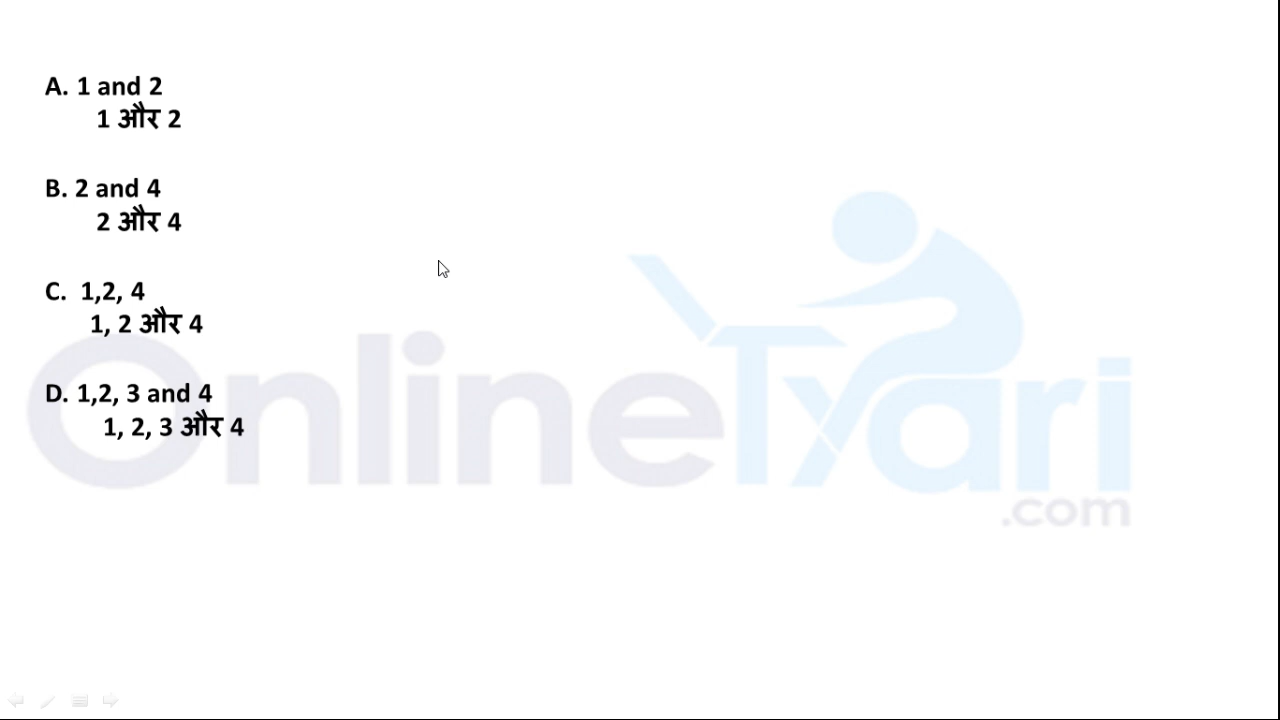 A. 1 and 2
1 और 2
B. 2 and 4
2 और 4
C. 1,2, 4
1, 2 और 4
D. 1,2, 3 and 4
1, 2, 3 और 4
OnlineTyari
.com